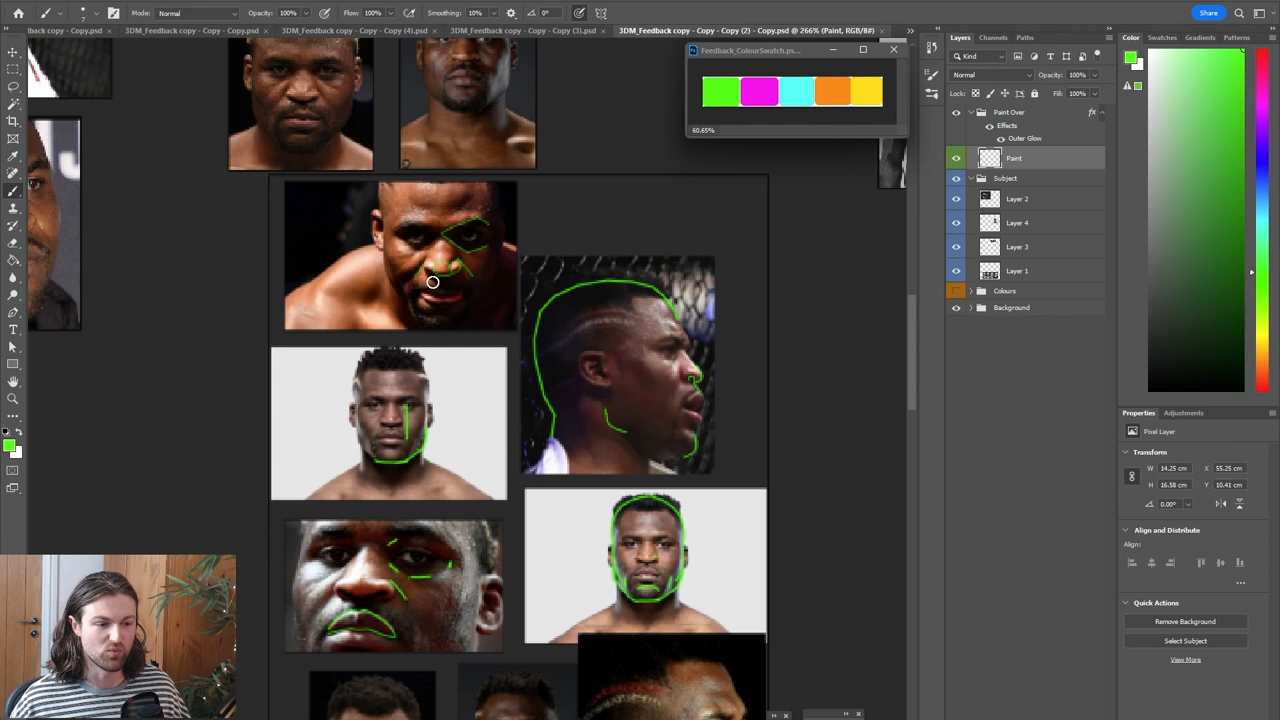 Mode: Normal Opacity: 100% Flow: 100% Smoothing: 10% 0° Share
back copy - Copy.psd × 3DM_Feedback copy - Copy.psd × 3DM_Feedback copy - Copy (4).psd × 3DM_Feedback copy - Copy (3).psd × 3DM_Feedback copy - Copy (2) - Copy.psd @ 266% (Paint, RGB/8#) ×
Feedback_ColourSwatch.ps...
60.65%
Layers Channels Paths
Kind
Normal Opacity: 100%
Lock: Fill: 100%
Paint Over fx
Effects
Outer Glow
Paint
Subject
Layer 2
Layer 4
Layer 3
Layer 1
Colours
Background
Color Swatches Gradients Patterns
Properties Adjustments
Pixel Layer
Transform
W 14.25 cm X 55.25 cm
H 16.58 cm Y 10.41 cm
0.00°
Align and Distribute
Align:
Quick Actions
Remove Background
Select Subject
View More